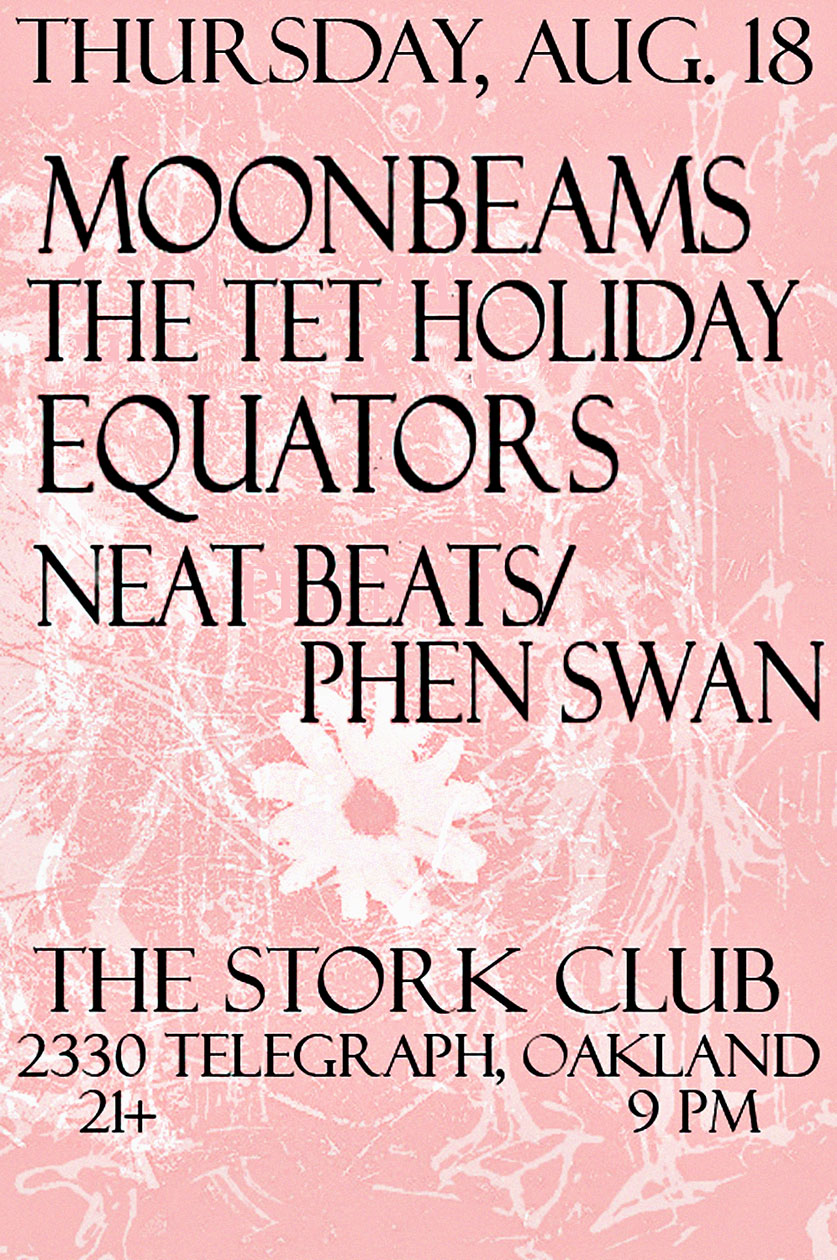 THURSDAY, AUG. 18
MOONBEAMS
THE TET HOLIDAY
EQUATORS
NEAT BEATS/
PHEN SWAN
THE STORK CLUB
2330 TELEGRAPH, OAKLAND
21+ 9 PM